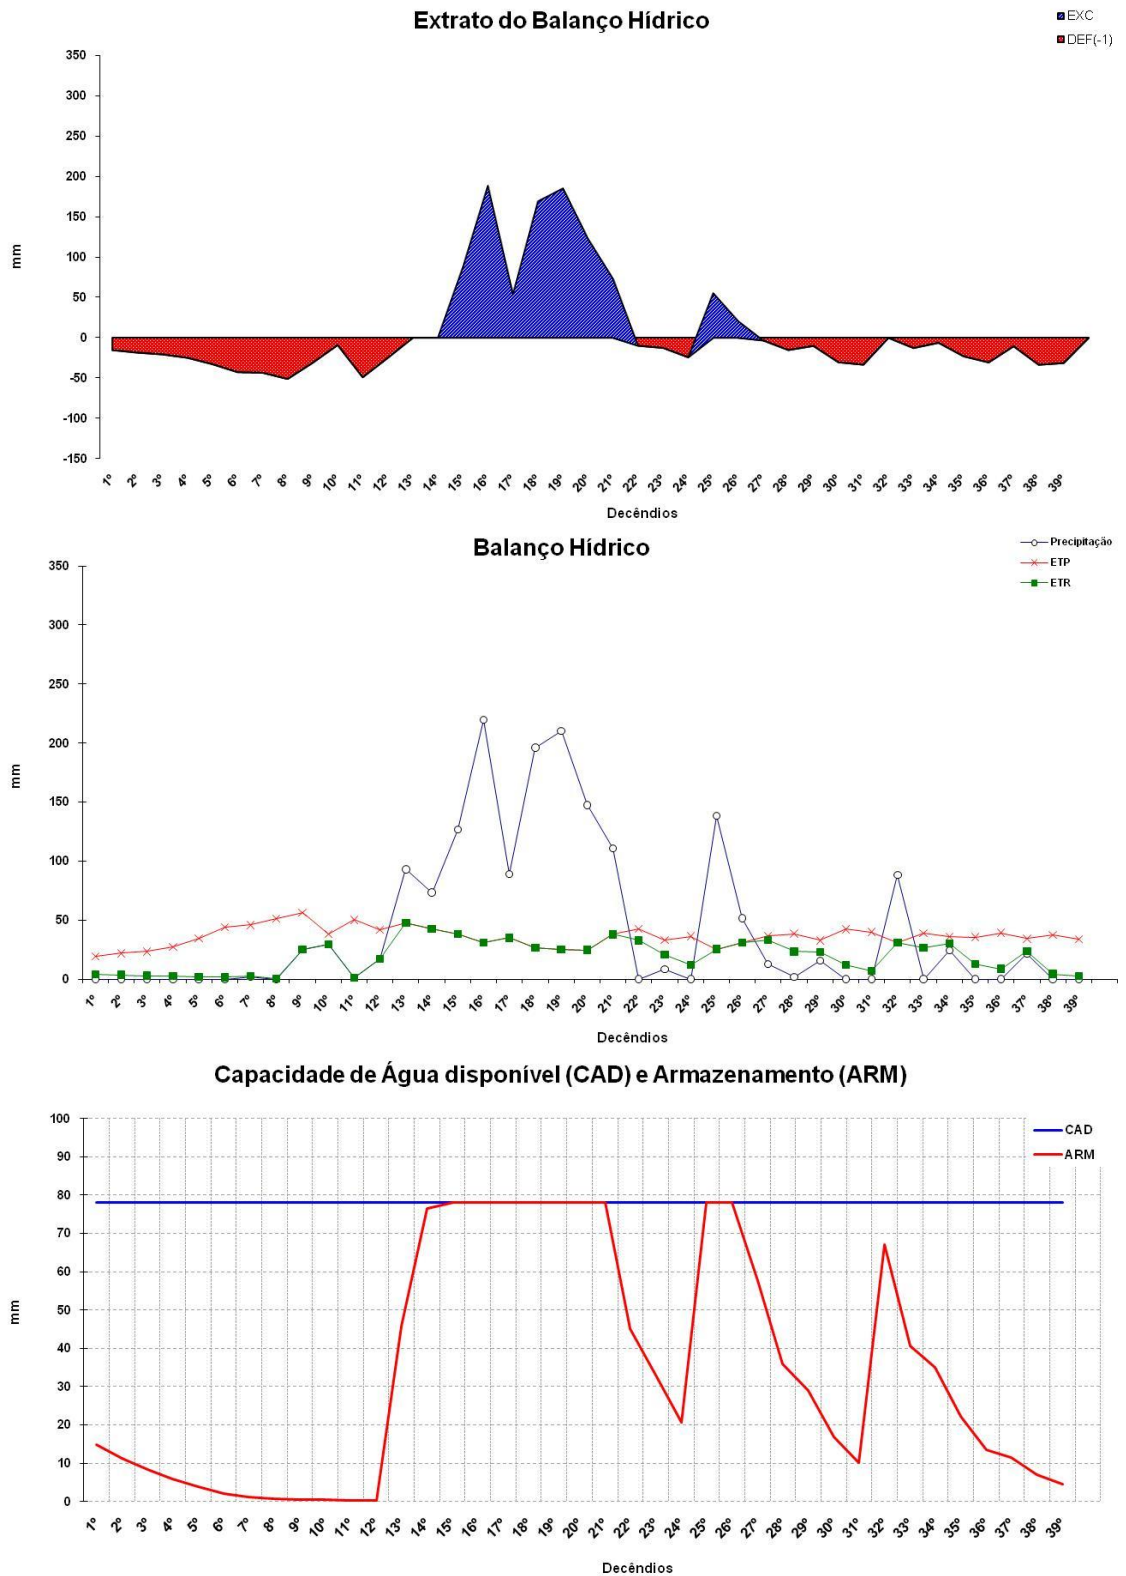 Extrato do Balanço Hídrico
EXC
DEF(-1)
350
300
250
200
150
100
50
0
-50
-100
-150
mm
1º 2º 3º 4º 5º 6º 7º 8º 9º 10º 11º 12º 13º 14º 15º 16º 17º 18º 19º 20º 21º 22º 23º 24º 25º 26º 27º 28º 29º 30º 31º 32º 33º 34º 35º 36º 37º 38º 39º
Decêndios
Balanço Hídrico
Precipitação
ETP
ETR
350
300
250
200
150
100
50
0
mm
1º 2º 3º 4º 5º 6º 7º 8º 9º 10º 11º 12º 13º 14º 15º 16º 17º 18º 19º 20º 21º 22º 23º 24º 25º 26º 27º 28º 29º 30º 31º 32º 33º 34º 35º 36º 37º 38º 39º
Decêndios
Capacidade de Água disponível (CAD) e Armazenamento (ARM)
CAD
ARM
100
90
80
70
60
50
40
30
20
10
0
mm
1º 2º 3º 4º 5º 6º 7º 8º 9º 10º 11º 12º 13º 14º 15º 16º 17º 18º 19º 20º 21º 22º 23º 24º 25º 26º 27º 28º 29º 30º 31º 32º 33º 34º 35º 36º 37º 38º 39º
Decêndios